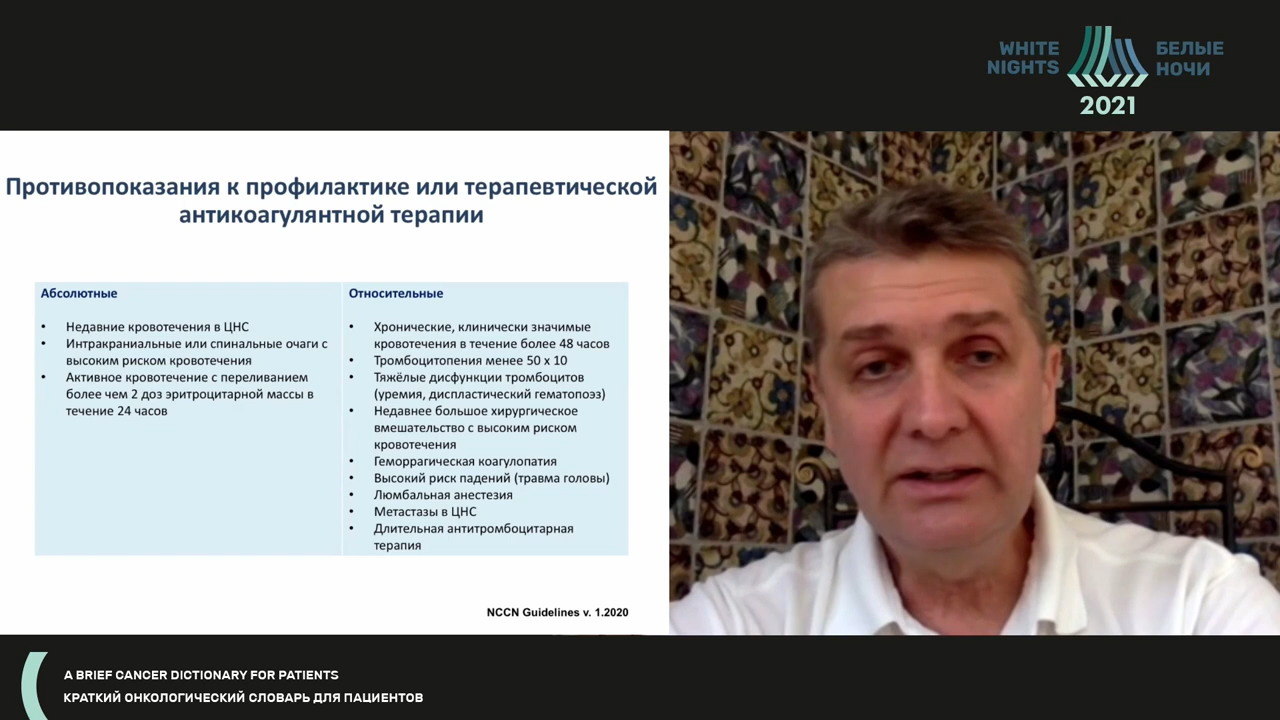 WHITE
NIGHTS
БЕЛЫЕ
НОЧИ
2021
Противопоказания к профилактике или терапевтической
антикоагулянтной терапии
Абсолютные
• Недавние кровотечения в ЦНС
• Интракраниальные или спинальные очаги с
высоким риском кровотечения
• Активное кровотечение с переливанием
более чем 2 доз эритроцитарной массы в
течение 24 часов
Относительные
• Хронические, клинически значимые
кровотечения в течение более 48 часов
• Тромбоцитопения менее 50 x 10
• Тяжёлые дисфункции тромбоцитов
(уремия, диспластический гематопоэз)
• Недавнее большое хирургическое
вмешательство с высоким риском
кровотечения
• Геморрагическая коагулопатия
• Высокий риск падений (травма головы)
• Люмбальная анестезия
• Метастазы в ЦНС
• Длительная антитромбоцитарная
терапия
NCCN Guidelines v. 1.2020
A BRIEF CANCER DICTIONARY FOR PATIENTS
КРАТКИЙ ОНКОЛОГИЧЕСКИЙ СЛОВАРЬ ДЛЯ ПАЦИЕНТОВ